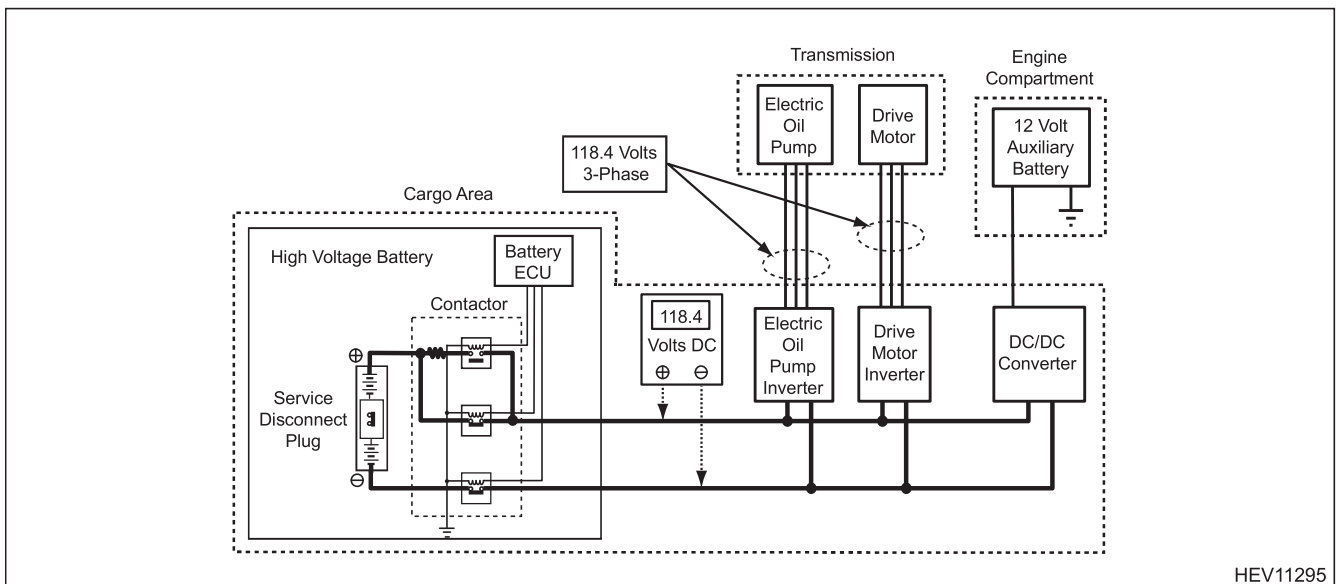 Transmission
Engine
Compartment
Electric
Oil
Pump
Drive
Motor
12 Volt
Auxiliary
Battery
118.4 Volts
3-Phase
Cargo Area
High Voltage Battery
Battery
ECU
Contactor
⊕
Service
Disconnect
Plug
⊖
118.4
Volts DC
⊕ ⊖
Electric
Oil
Pump
Inverter
Drive
Motor
Inverter
DC/DC
Converter
HEV11295